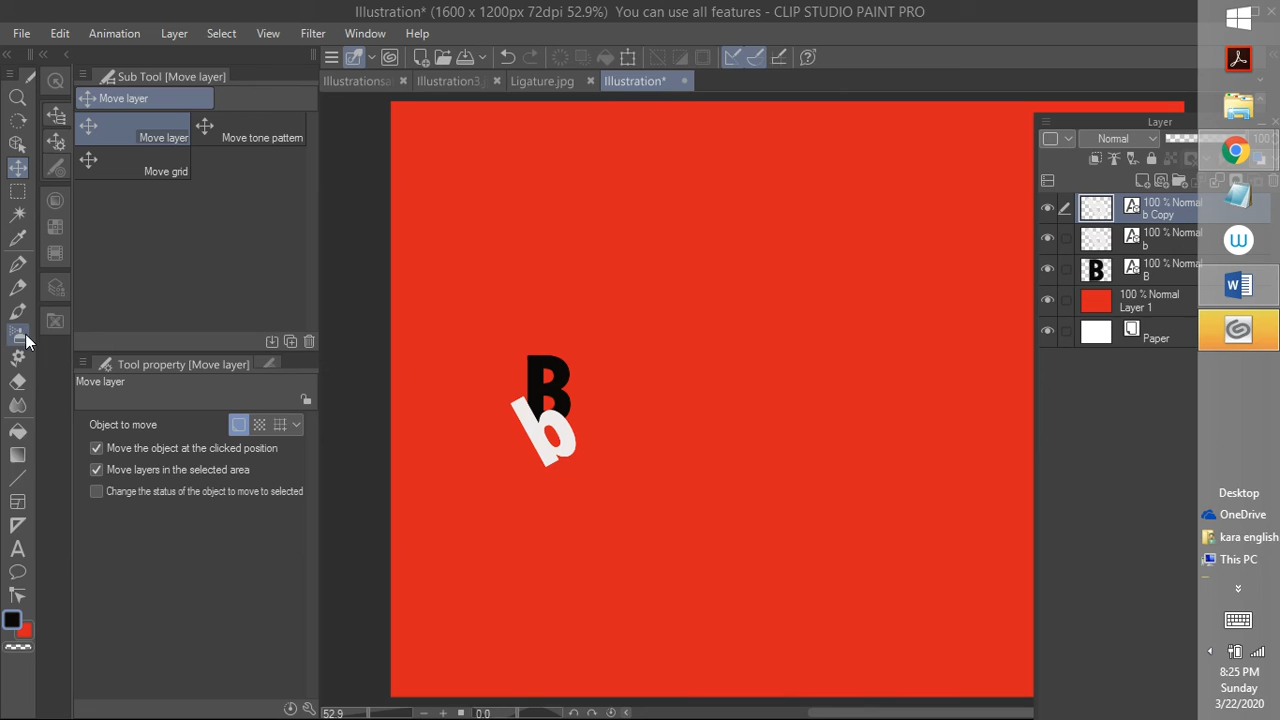 Illustration* (1600 x 1200px 72dpi 52.9%) You can use all features - CLIP STUDIO PAINT PRO
File Edit Animation Layer Select View Filter Window Help
Sub Tool [Move layer]
Illustrationsa
Illustration3.
Ligature.jpg
Illustration*
Move layer
Move layer
Move tone pattern
Move grid
Tool property [Move layer]
Move layer
Object to move
Move the object at the clicked position
Move layers in the selected area
Change the status of the object to move to selected
B
b
Layer
Normal
100
100 % Normal
b Copy
100 % Normal
b
B
100 % Normal
B
100 % Normal
Layer 1
Paper
A
52.9
0.0
W
W
Desktop
OneDrive
kara english
This PC
8:25 PM
Sunday
3/22/2020